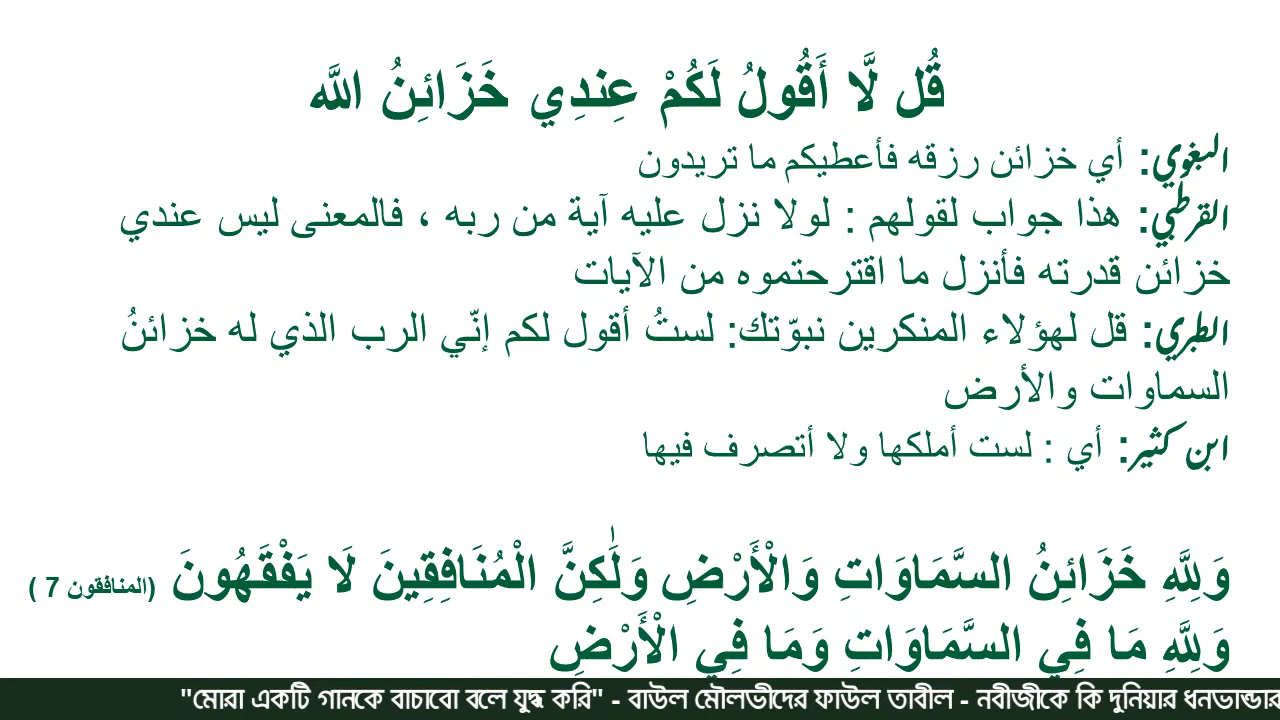 قُل لَّا أَقُولُ لَكُمْ عِندِي خَزَائِنُ اللَّه
البغوي: أي خزائن رزقه فأعطيكم ما تريدون
القرطبي: هذا جواب لقولهم : لولا نزل عليه آية من ربه ، فالمعنى ليس عندي
خزائن قدرته فأنزل ما اقترحتموه من الآيات
الطبري: قل لهؤلاء المنكرين نبوّتك: لستُ أقول لكم إنّي الرب الذي له خزائنُ
السماوات والأرض
ابن كثير: أي : لست أملكها ولا أتصرف فيها
وَلِلَّهِ خَزَائِنُ السَّمَاوَاتِ وَالْأَرْضِ وَلَٰكِنَّ الْمُنَافِقِينَ لَا يَفْقَهُونَ (المنافقون 7 )
وَلِلَّهِ مَا فِي السَّمَاوَاتِ وَمَا فِي الْأَرْضِ
"মোরা একটি গানকে বাচাবো বলে যুদ্ধ করি" - বাউল মৌলভীদের ফাউল তাবীল - নবীজীকে কি দুনিয়ার ধনভান্ডার